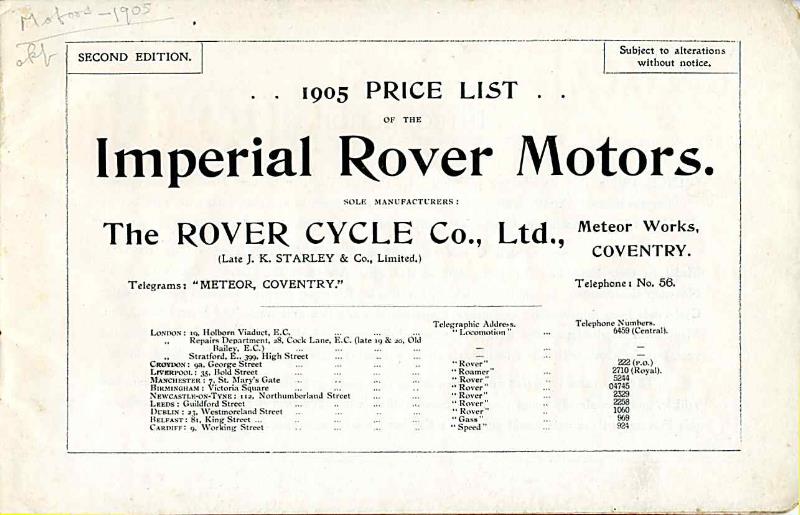 Motors - 1905
SECOND EDITION.
Subject to alterations
without notice.
. . 1905 PRICE LIST . .
OF THE
Imperial Rover Motors.
SOLE MANUFACTURERS:
The ROVER CYCLE Co., Ltd., Meteor Works,
COVENTRY.
(Late J. K. STARLEY & Co., Limited.)
Telegrams: "METEOR, COVENTRY." Telephone: No. 56.
Telegraphic Address. Telephone Numbers.
LONDON: 19, Holborn Viaduct, E.C. ... ... ... "Locomotion" ... 6459 (Central).
„ Repairs Department, 28, Cock Lane, E.C. (late 19 & 20, Old
Bailey, E.C.) ... ... ... ... — —
„ Stratford, E., 399, High Street ... ... ... — —
CROYDON: 9a, George Street ... ... ... "Rover" ... 222 (P.O.)
LIVERPOOL: 35, Bold Street ... ... ... "Roamer" ... 2710 (Royal).
MANCHESTER: 7, St. Mary's Gate ... ... ... "Rover" ... 5244
BIRMINGHAM: Victoria Square ... ... ... "Rover" ... 04745
NEWCASTLE-ON-TYNE: 112, Northumberland Street ... ... "Rover" ... 2329
LEEDS: Guildford Street ... ... ... ... "Rover" ... 2258
DUBLIN: 23, Westmoreland Street ... ... ... "Rover" ... 1060
BELFAST: 81, King Street ... ... ... ... "Gass" ... 969
CARDIFF: 9, Working Street ... ... ... ... "Speed" ... 924